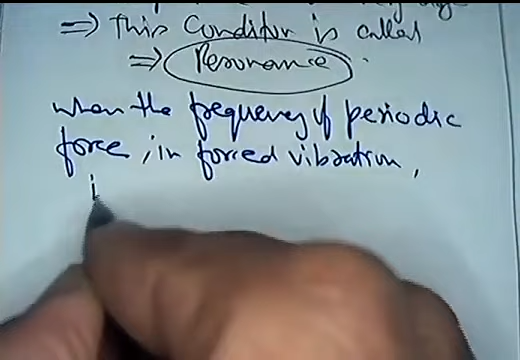 ⇒ This Condition is called
⇒ Resonance.
when the frequency of periodic
force, in forced vibration,
i